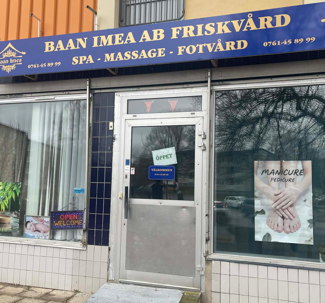 BAAN IMEA AB FRISKVÅRD
SPA - MASSAGE - FOTVÅRD
0761-45 89 99
0761-45 89 99
ÖPPET
VÄLKOMMEN
OPEN
WELCOME
MANICURE
PEDICURE